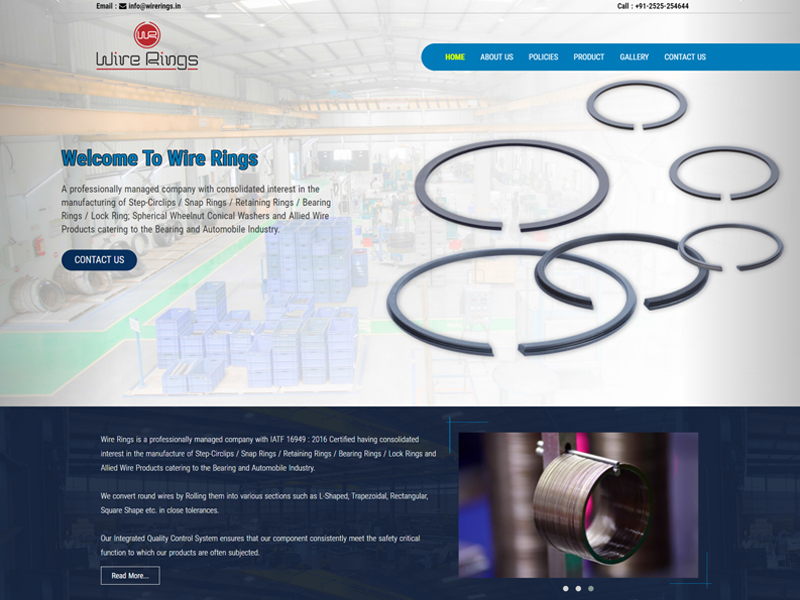 Email : info@wirerings.in
Call : +91-2525-254644
WR
Wire Rings
HOME ABOUT US POLICIES PRODUCT GALLERY CONTACT US
Welcome To Wire Rings
A professionally managed company with consolidated interest in the
manufacturing of Step-Circlips / Snap Rings / Retaining Rings / Bearing
Rings / Lock Ring; Spherical Wheelnut Conical Washers and Allied Wire
Products catering to the Bearing and Automobile Industry.
CONTACT US
Wire Rings is a professionally managed company with IATF 16949 : 2016 Certified having consolidated
interest in the manufacture of Step-Circlips / Snap Rings / Retaining Rings / Bearing Rings / Lock Rings and
Allied Wire Products catering to the Bearing and Automobile Industry.
We convert round wires by Rolling them into various sections such as L-Shaped, Trapezoidal, Rectangular,
Square Shape etc. in close tolerances.
Our Integrated Quality Control System ensures that our component consistently meet the safety critical
function to which our products are often subjected.
Read More...